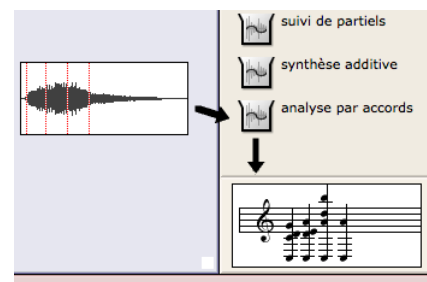 suivi de partiels
synthèse additive
analyse par accords